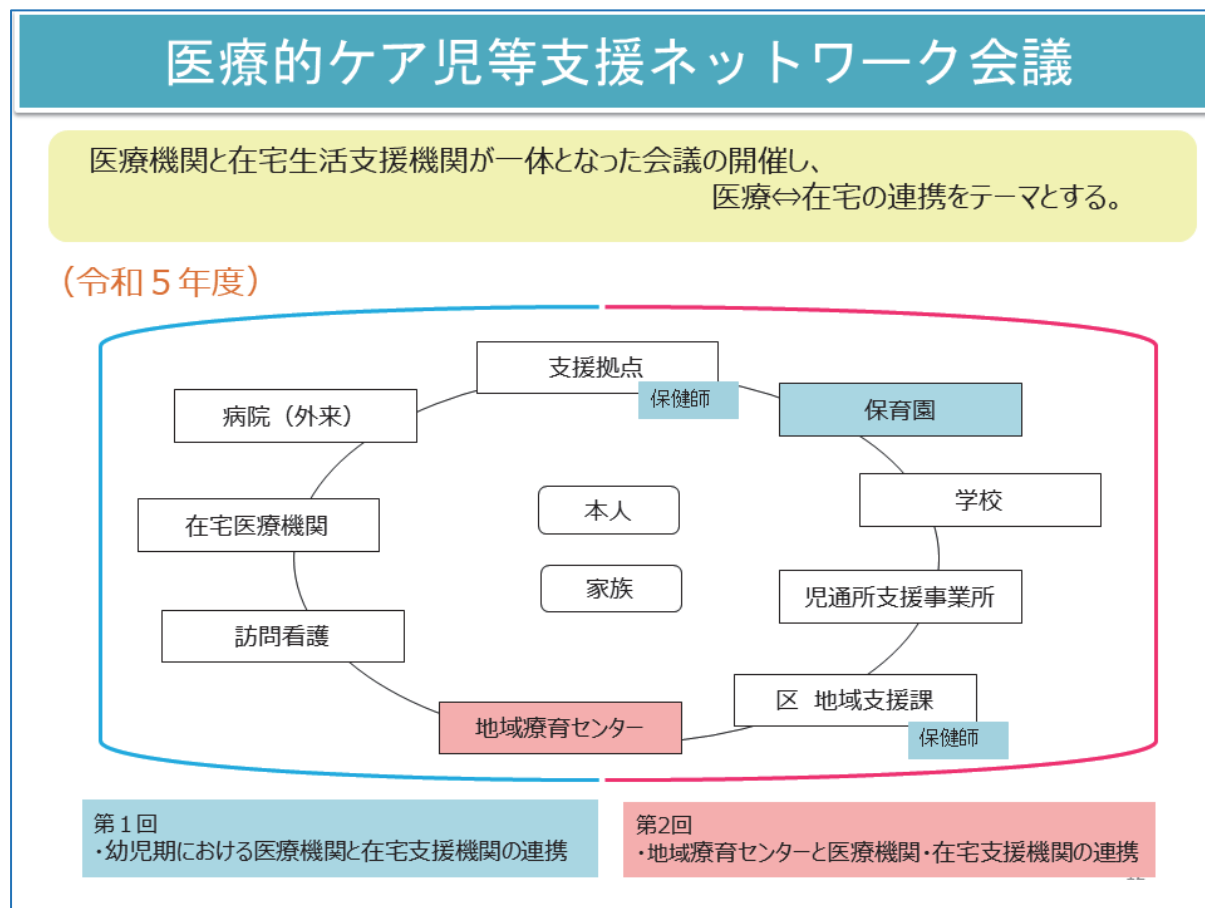 医療的ケア児等支援ネットワーク会議
医療機関と在宅生活支援機関が一体となった会議の開催し、
医療⇔在宅の連携をテーマとする。
（令和５年度）
支援拠点
保健師
病院（外来）
保育園
在宅医療機関
本人
学校
家族
児通所支援事業所
訪問看護
区 地域支援課
保健師
地域療育センター
第１回
・幼児期における医療機関と在宅支援機関の連携
第2回
・地域療育センターと医療機関・在宅支援機関の連携